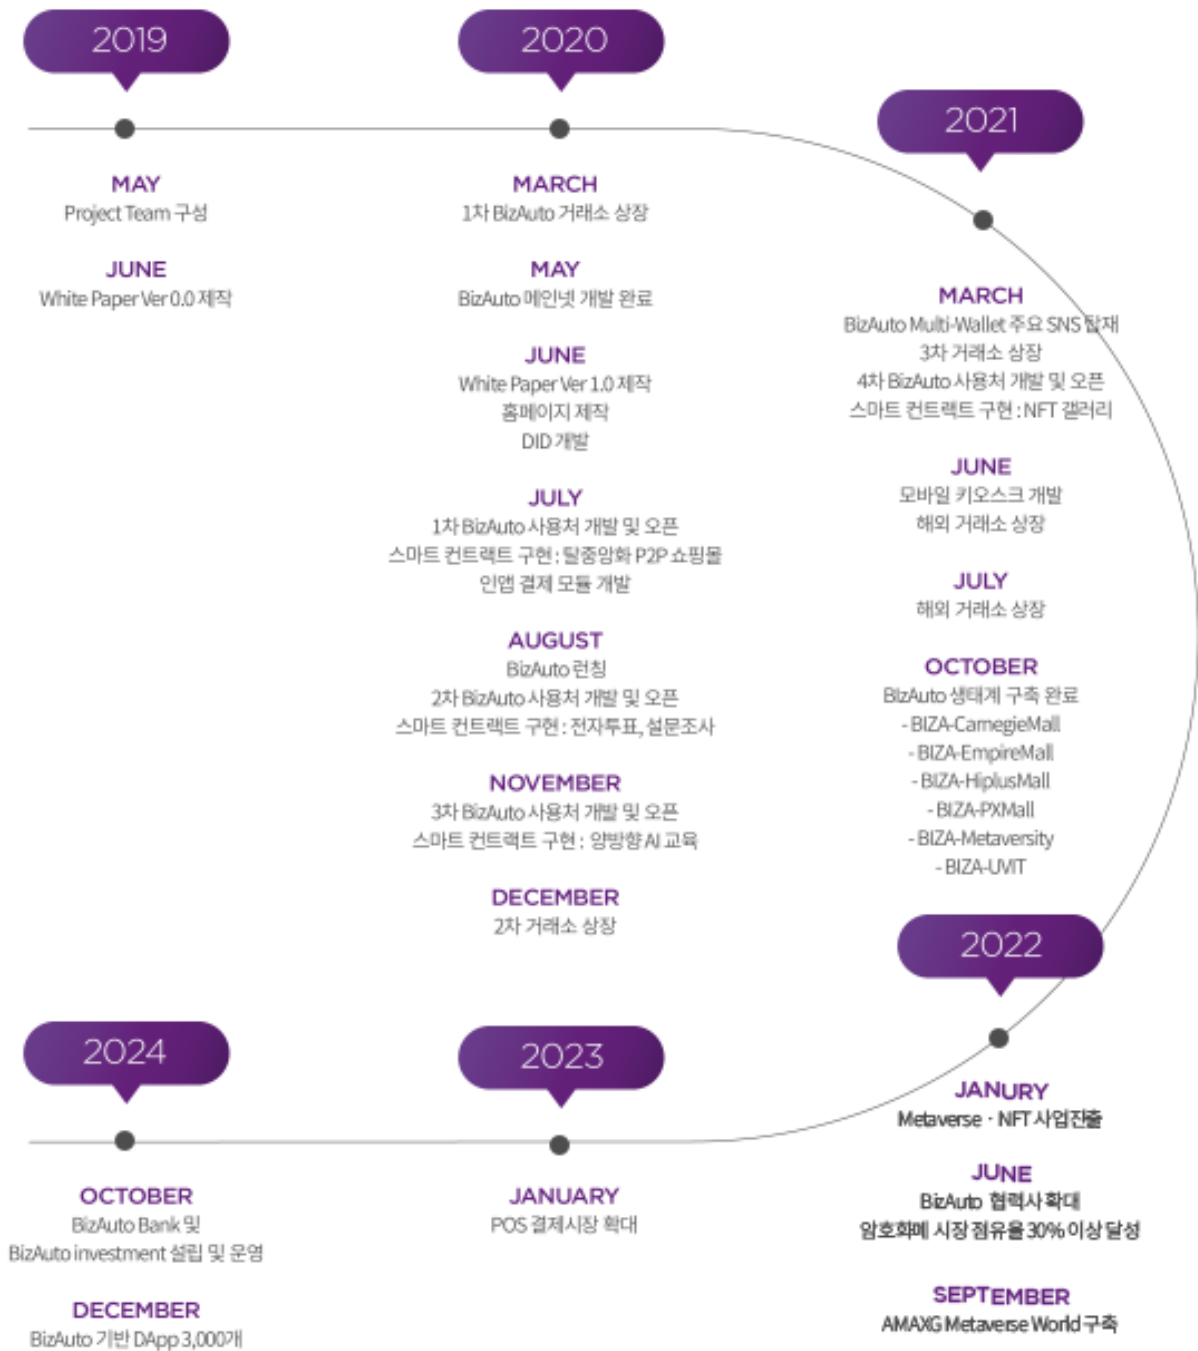 2019
MAY
Project Team 구성
JUNE
White Paper Ver 0.0 제작
2020
MARCH
1차 BizAuto 거래소 상장
MAY
BizAuto 메인넷 개발 완료
JUNE
White Paper Ver 1.0 제작
홈페이지 제작
DID 개발
JULY
1차 BizAuto 사용처 개발 및 오픈
스마트 컨트랙트 구현 : 탈중앙화 P2P 쇼핑몰
인앱 결제 모듈 개발
AUGUST
BizAuto 런칭
2차 BizAuto 사용처 개발 및 오픈
스마트 컨트랙트 구현 : 전자투표, 설문조사
NOVEMBER
3차 BizAuto 사용처 개발 및 오픈
스마트 컨트랙트 구현 : 양방향 AI 교육
DECEMBER
2차 거래소 상장
2021
MARCH
BizAuto Multi-Wallet 주요 SNS 탑재
3차 거래소 상장
4차 BizAuto 사용처 개발 및 오픈
스마트 컨트랙트 구현 : NFT 갤러리
JUNE
모바일 키오스크 개발
해외 거래소 상장
JULY
해외 거래소 상장
OCTOBER
BIzAuto 생태계 구축 완료
- BIZA-CarnegieMall
- BIZA-EmpireMall
- BIZA-HiplusMall
- BIZA-PXMall
- BIZA-Metaversity
- BIZA-UVIT
2022
JANURY
Metaverse · NFT 사업진출
JUNE
BizAuto 협력사 확대
암호화폐 시장 점유율 30% 이상 달성
SEPTEMBER
AMAXG Metaverse World 구축
2023
JANUARY
POS 결제시장 확대
2024
OCTOBER
BizAuto Bank 및
BizAuto investment 설립 및 운영
DECEMBER
BizAuto 기반 DApp 3,000개